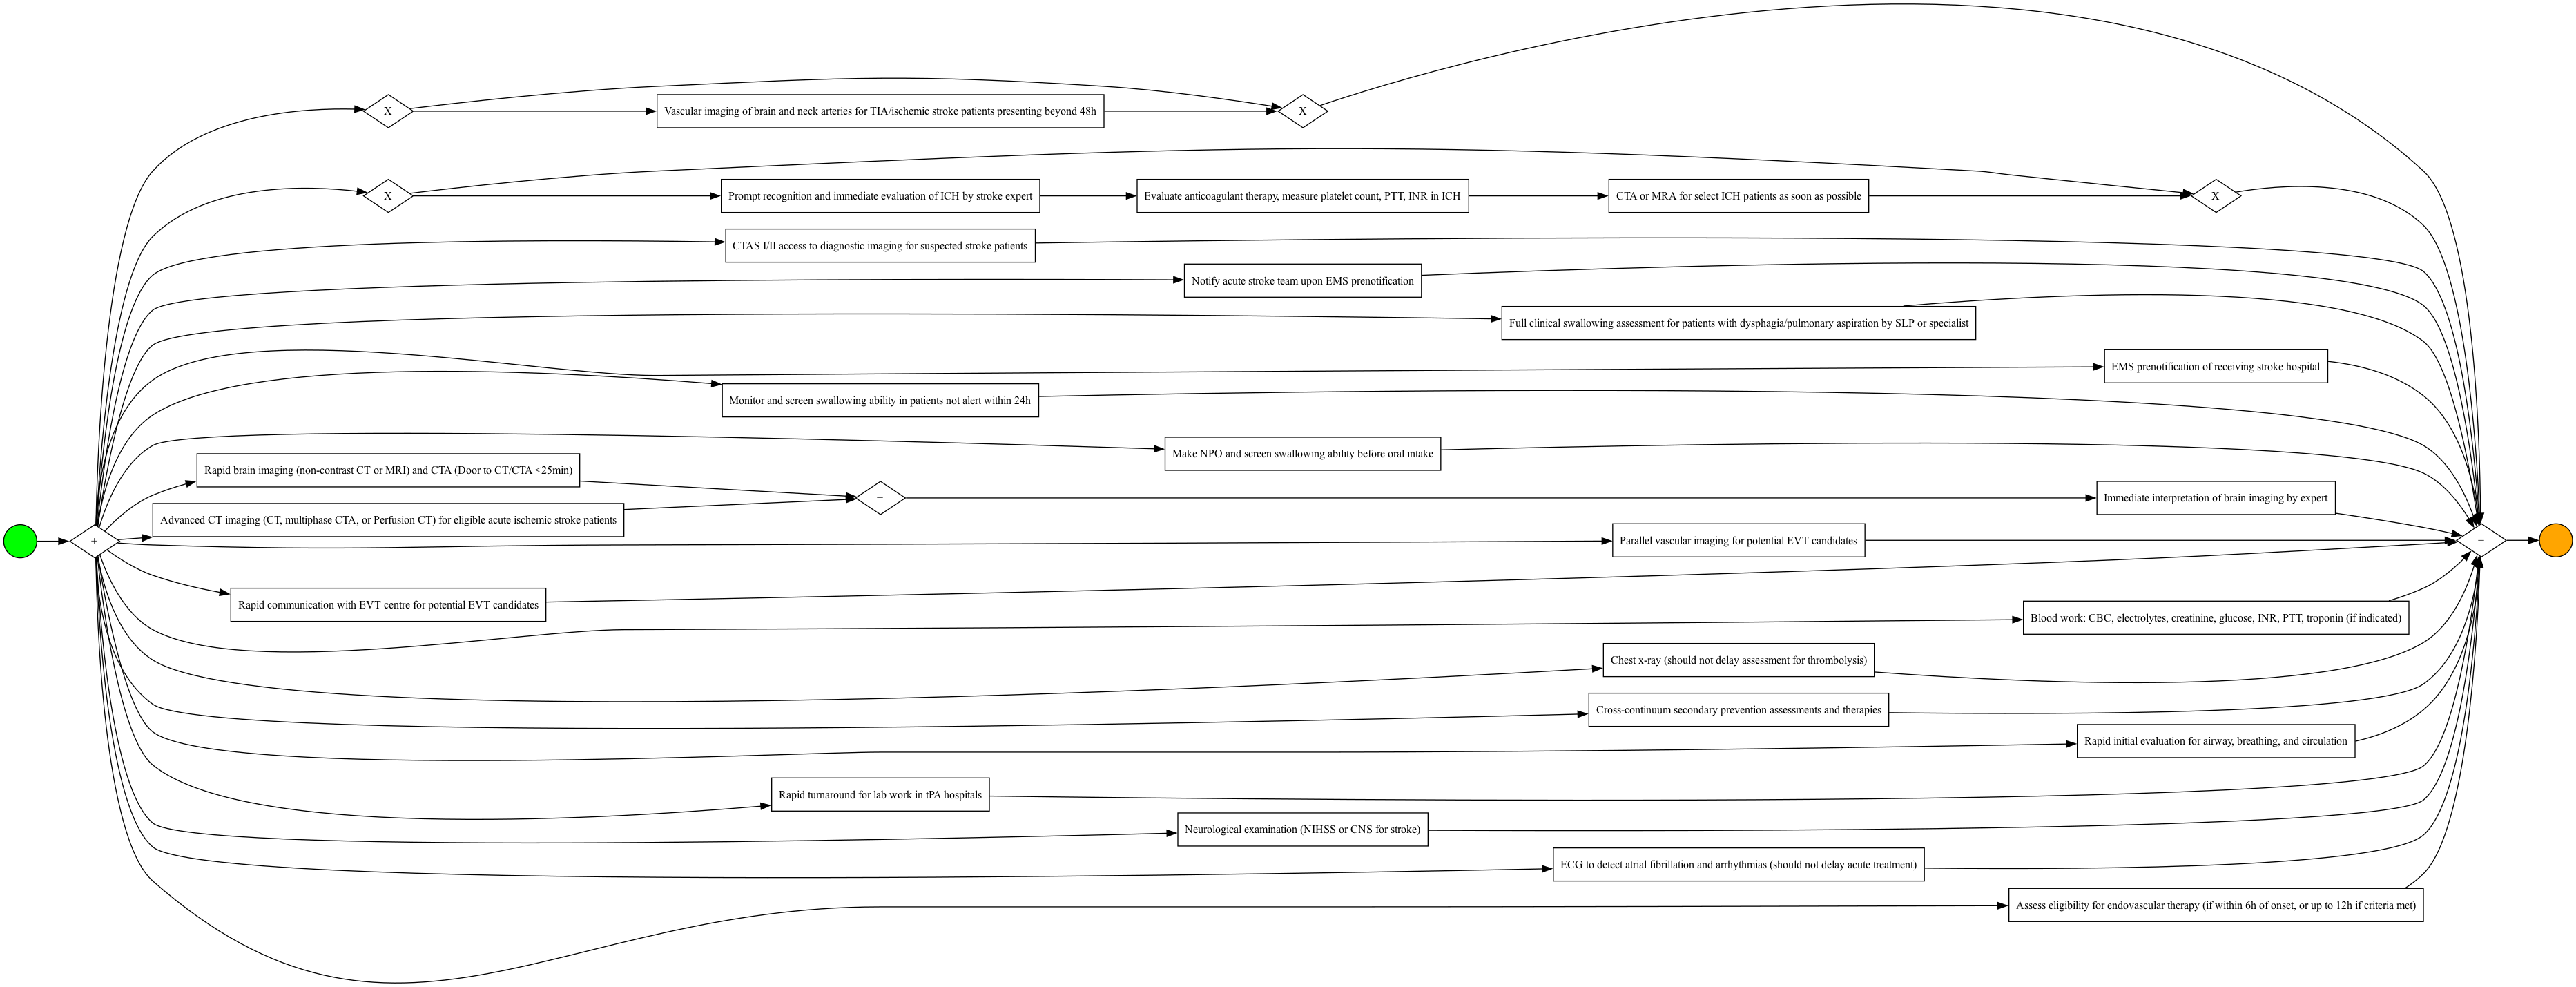 X
Vascular imaging of brain and neck arteries for TIA/ischemic stroke patients presenting beyond 48h
X
X
Prompt recognition and immediate evaluation of ICH by stroke expert
Evaluate anticoagulant therapy, measure platelet count, PTT, INR in ICH
CTA or MRA for select ICH patients as soon as possible
X
CTAS I/II access to diagnostic imaging for suspected stroke patients
Notify acute stroke team upon EMS prenotification
Full clinical swallowing assessment for patients with dysphagia/pulmonary aspiration by SLP or specialist
EMS prenotification of receiving stroke hospital
Monitor and screen swallowing ability in patients not alert within 24h
Make NPO and screen swallowing ability before oral intake
Rapid brain imaging (non-contrast CT or MRI) and CTA (Door to CT/CTA <25min)
+
Immediate interpretation of brain imaging by expert
Advanced CT imaging (CT, multiphase CTA, or Perfusion CT) for eligible acute ischemic stroke patients
+
Parallel vascular imaging for potential EVT candidates
+
Rapid communication with EVT centre for potential EVT candidates
Blood work: CBC, electrolytes, creatinine, glucose, INR, PTT, troponin (if indicated)
Chest x-ray (should not delay assessment for thrombolysis)
Cross-continuum secondary prevention assessments and therapies
Rapid initial evaluation for airway, breathing, and circulation
Rapid turnaround for lab work in tPA hospitals
Neurological examination (NIHSS or CNS for stroke)
ECG to detect atrial fibrillation and arrhythmias (should not delay acute treatment)
Assess eligibility for endovascular therapy (if within 6h of onset, or up to 12h if criteria met)